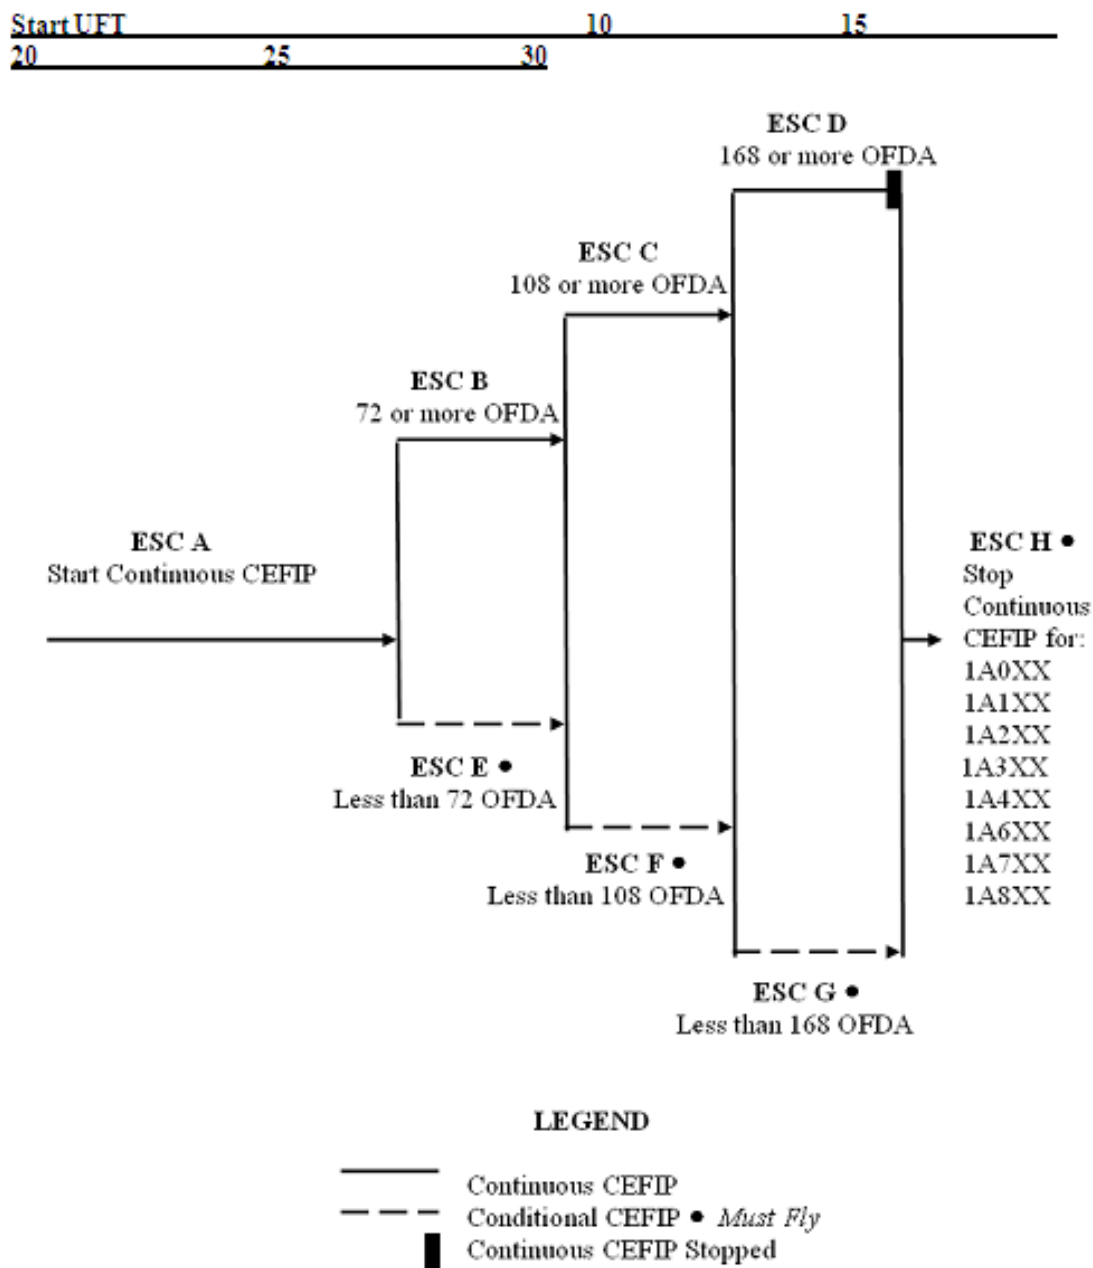 Start UFT 10 15
20 25 30
ESC D
168 or more OFDA
ESC C
108 or more OFDA
ESC B
72 or more OFDA
ESC A
Start Continuous CEFIP
ESC H •
Stop
Continuous
CEFIP for:
1A0XX
1A1XX
1A2XX
1A3XX
1A4XX
1A6XX
1A7XX
1A8XX
ESC E •
Less than 72 OFDA
ESC F •
Less than 108 OFDA
ESC G •
Less than 168 OFDA
LEGEND
Continuous CEFIP
Conditional CEFIP • Must Fly
Continuous CEFIP Stopped